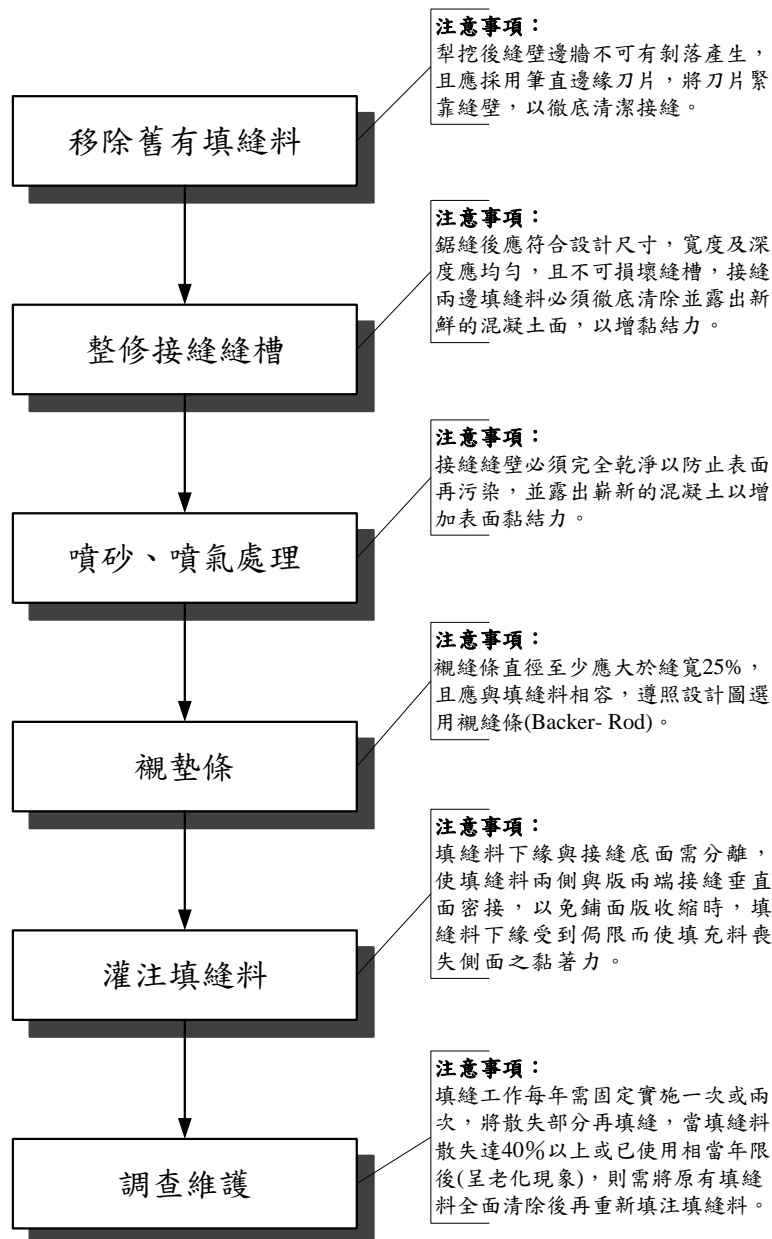 注意事項：
犁挖後縫壁邊牆不可有剝落產生，
且應採用筆直邊緣刀片，將刀片緊
靠縫壁，以徹底清潔接縫。
移除舊有填縫料
注意事項：
鋸縫後應符合設計尺寸，寬度及深
度應均勻，且不可損壞縫槽，接縫
兩邊填縫料必須徹底清除並露出新
鮮的混凝土面，以增黏結力。
整修接縫縫槽
注意事項：
接縫縫壁必須完全乾淨以防止表面
再污染，並露出嶄新的混凝土以增
加表面黏結力。
噴砂、噴氣處理
注意事項：
襯縫條直徑至少應大於縫寬25%，
且應與填縫料相容，遵照設計圖選
用襯縫條(Backer- Rod)。
襯墊條
注意事項：
填縫料下緣與接縫底面需分離，
使填縫料兩側與版兩端接縫垂直
面密接，以免鋪面版收縮時，填
縫料下緣受到侷限而使填充料喪
失側面之黏著力。
灌注填縫料
注意事項：
填縫工作每年需固定實施一次或兩
次，將散失部分再填縫，當填縫料
散失達40%以上或已使用相當年限
後(呈老化現象)，則需將原有填縫
料全面清除後再重新填注填縫料。
調查維護